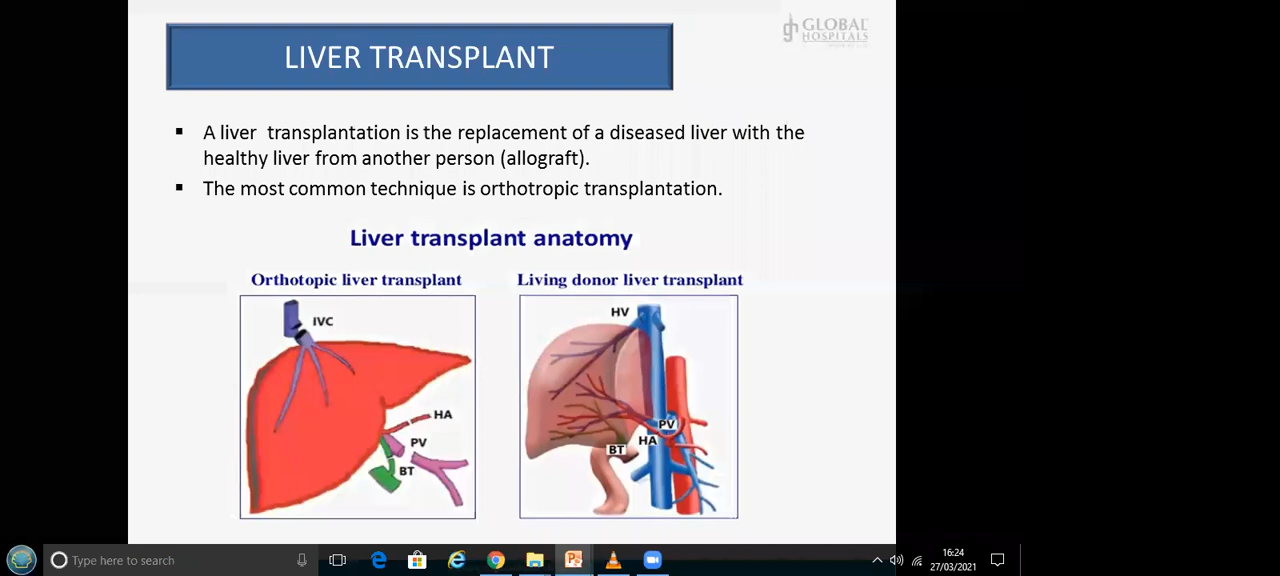 LIVER TRANSPLANT
GLOBAL
HOSPITALS
▪ A liver  transplantation is the replacement of a diseased liver with the
healthy liver from another person (allograft).
▪ The most common technique is orthotropic transplantation.
Liver transplant anatomy
Orthotopic liver transplant
Living donor liver transplant
IVC
HA
PV
BT
HV
PV
HA
BT
Type here to search
16:24
27/03/2021